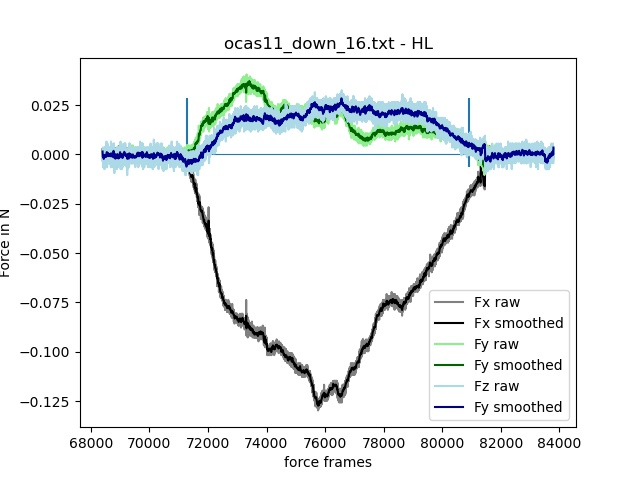 ocas11_down_16.txt - HL
0.025
0.000
−0.025
−0.050
−0.075
−0.100
−0.125
Force in N
68000 70000 72000 74000 76000 78000 80000 82000 84000
force frames
Fx raw
Fx smoothed
Fy raw
Fy smoothed
Fz raw
Fy smoothed